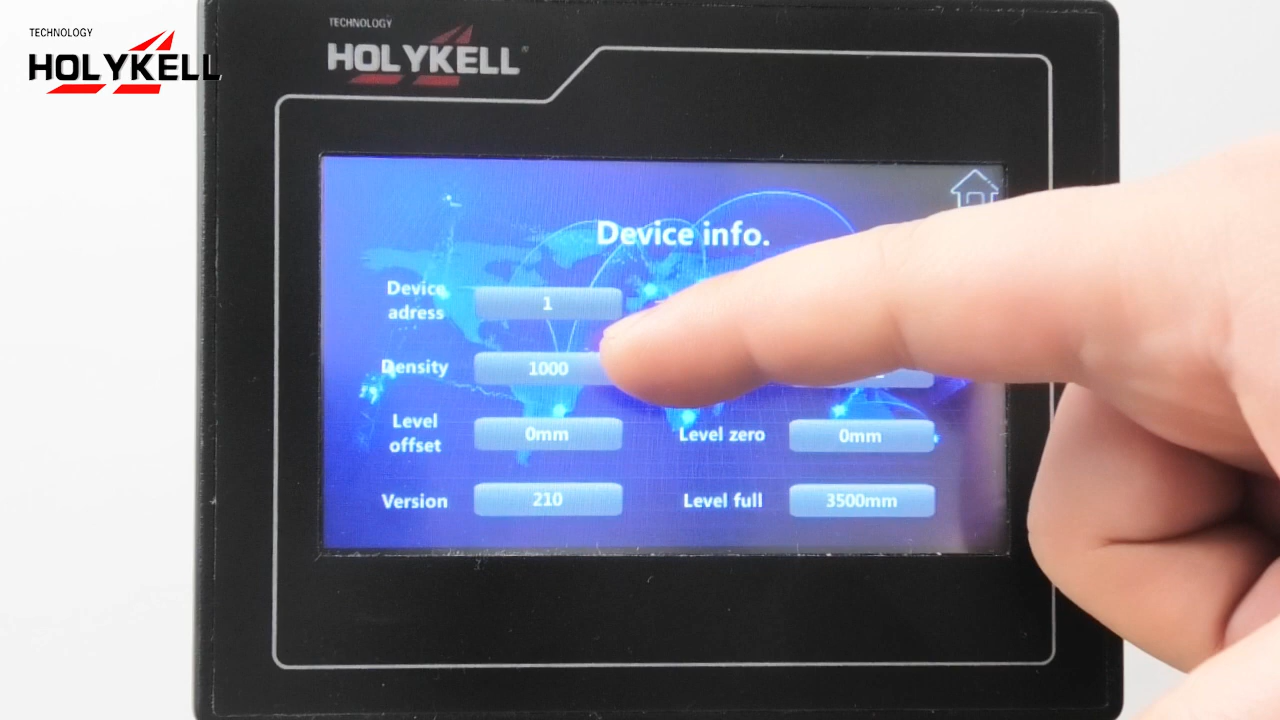 TECHNOLOGY
HOLYKELL
TECHNOLOGY
HOLYKELL
Device info.
Device
adress
1
Density
1000
Level
offset
0mm
Level zero
0mm
Version
210
Level full
3500mm